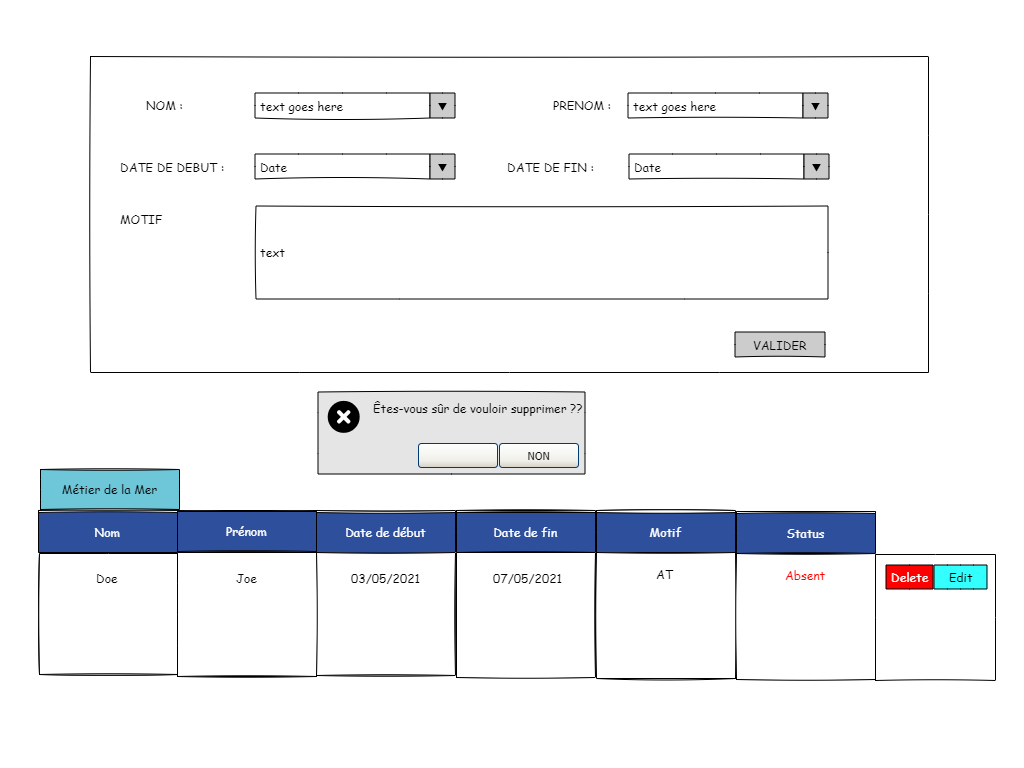 NOM :
text goes here
PRENOM :
text goes here
DATE DE DEBUT :
Date
DATE DE FIN :
Date
MOTIF
text
VALIDER
Êtes-vous sûr de vouloir supprimer ??
NON
Métier de la Mer
Nom Prénom Date de début Date de fin Motif Status
Doe Joe 03/05/2021 07/05/2021 AT Absent Delete Edit